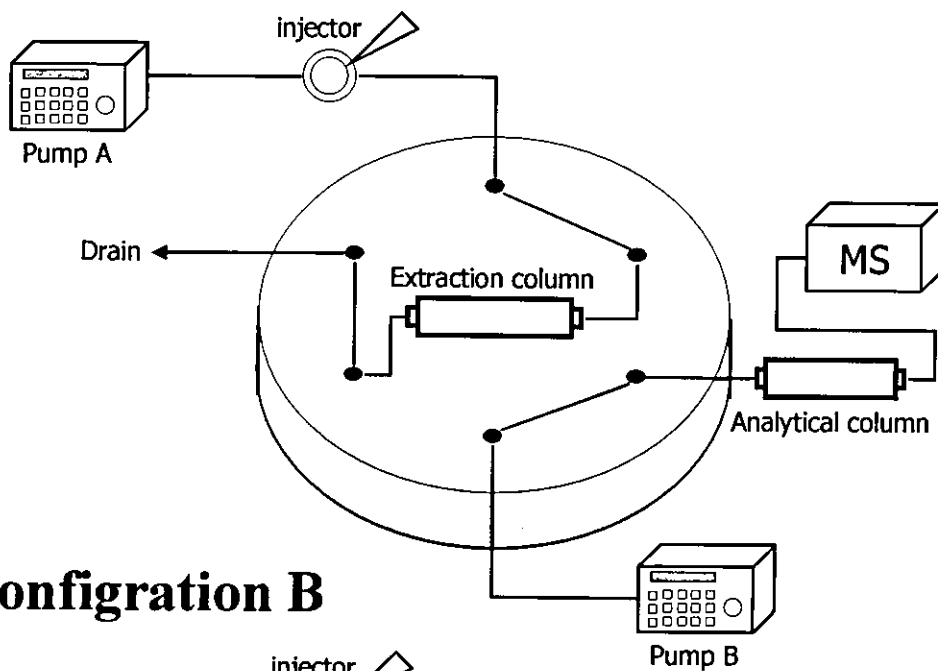 injector
Pump A
Drain
Extraction column
MS
Analytical column
onfigration B
Pump B
injector